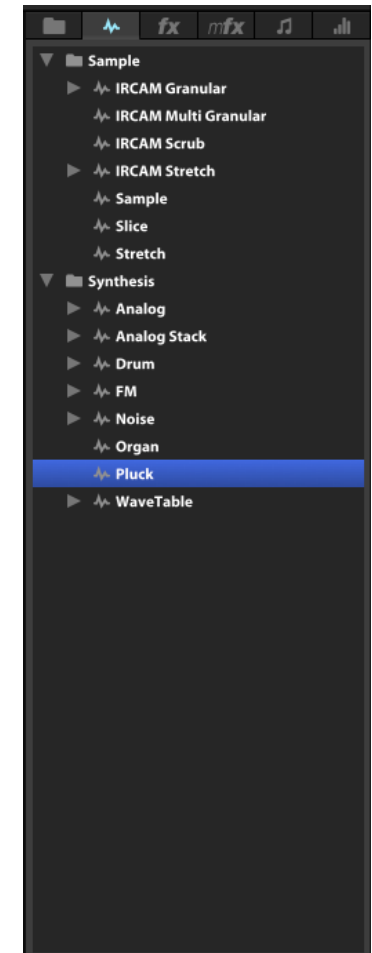 fx mfx
Sample
IRCAM Granular
IRCAM Multi Granular
IRCAM Scrub
IRCAM Stretch
Sample
Slice
Stretch
Synthesis
Analog
Analog Stack
Drum
FM
Noise
Organ
Pluck
WaveTable